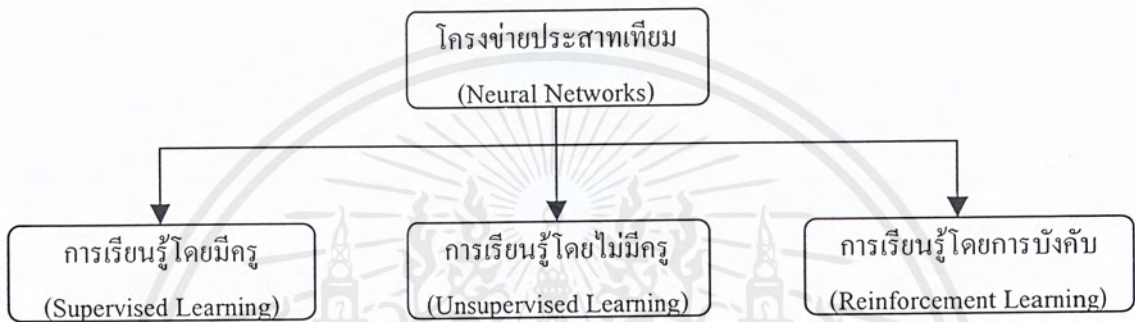 โครงข่ายประสาทเทียม
(Neural Networks)
การเรียนรู้โดยมีครู
(Supervised Learning)
การเรียนรู้โดยไม่มีครู
(Unsupervised Learning)
การเรียนรู้โดยการบังคับ
(Reinforcement Learning)